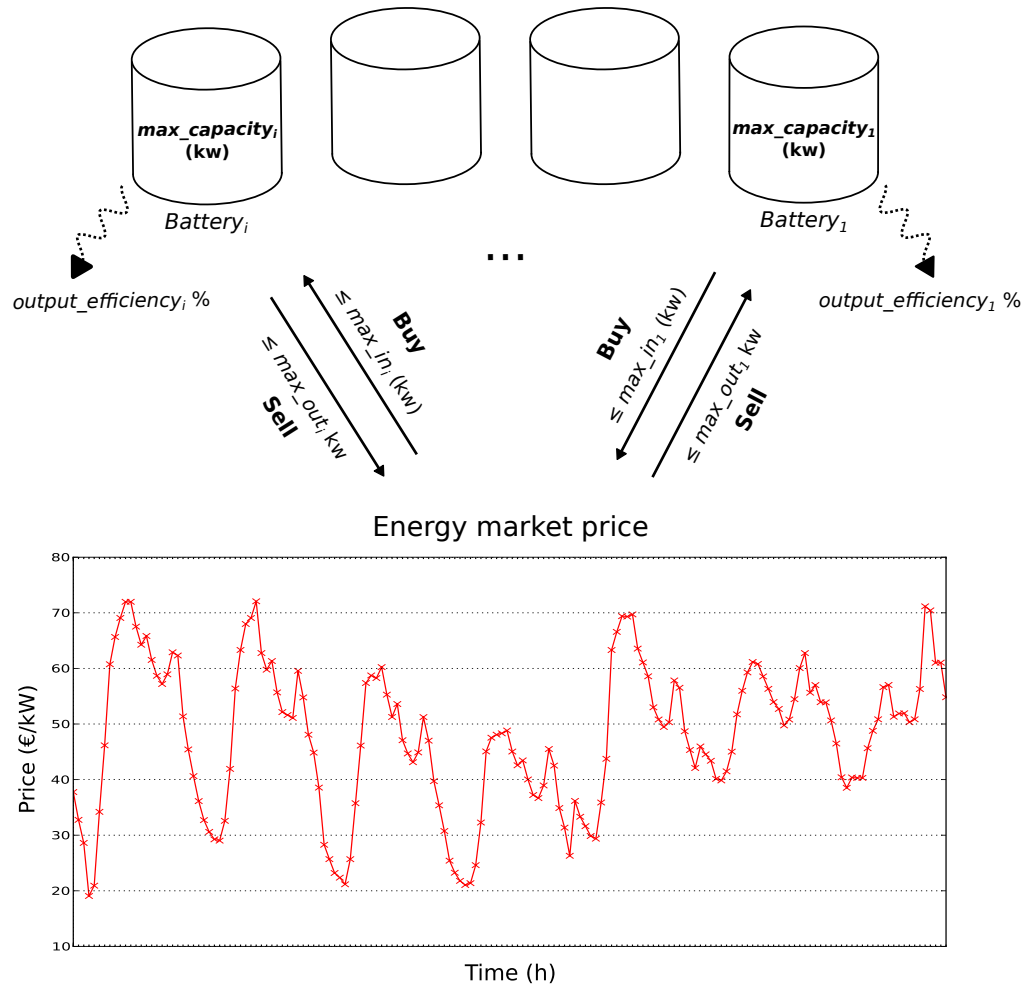 max_capacityᵢ
(kw)
max_capacity₁
(kw)
Batteryᵢ
Battery₁
...
output_efficiencyᵢ %
output_efficiency₁ %
≤ max_inᵢ (kw)
Buy
≤ max_outᵢ kw
Sell
Buy
≤ max_in₁ (kw)
≤ max_out₁ kw
Sell
Energy market price
80
70
60
50
40
30
20
10
Price (€/kW)
Time (h)